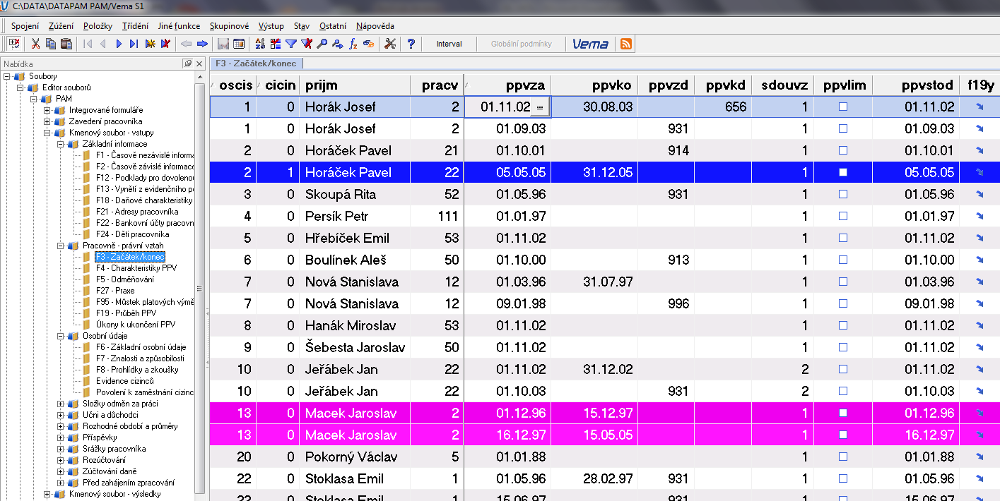 C:\DATA\DATAPAM PAM/Vema S1
Spojení Zúžení Položky Třídění Jiné funkce Skupinové Výstup Stav Ostatní Nápověda
Interval Globální podmínky Vema
Nabídka
Soubory
Editor souborů
PAM
Integrované formuláře
Zavedení pracovníka
Kmenový soubor - vstupy
Základní informace
F1 - Časově nezávislé informa
F2 - Časově závislé informace
F12 - Podklady pro dovolenou
F13 - Vynětí z evidenčního p
F18 - Daňové charakteristiky
F21 - Adresy pracovníka
F22 - Bankovní účty pracovn
F24 - Děti pracovníka
Pracovně - právní vztah
F3 - Začátek/konec
F4 - Charakteristiky PPV
F5 - Odměňování
F27 - Praxe
F95 - Můstek platových výmě
F19 - Průběh PPV
Úkony k ukončení PPV
Osobní údaje
F6 - Základní osobní údaje
F7 - Znalosti a způsobilosti
F8 - Prohlídky a zkoušky
Evidence cizinců
Povolení k zaměstnání cizinc
Složky odměn za práci
Učni a důchodci
Rozhodné období a průměry
Příspěvky
Srážky pracovníka
Rozúčtování
Zúčtování daně
Před zahájením zpracování
Kmenový soubor - výsledky
F3 - Začátek/konec
oscis cicin prijm pracv ppvza ppvko ppvzd ppvkd sdouvz ppvlim ppvstod f19y
1 0 Horák Josef 2 01.11.02 ... 30.08.03 656 1 01.11.02
1 0 Horák Josef 2 01.09.03 931 1 01.09.03
2 0 Horáček Pavel 21 01.10.01 914 1 01.10.01
2 1 Horáček Pavel 22 05.05.05 31.12.05 1 05.05.05
3 0 Skoupá Rita 52 01.05.96 931 1 01.05.96
4 0 Persík Petr 111 01.01.97 1 01.01.97
5 0 Hřebíček Emil 53 01.11.02 1 01.11.02
6 0 Boulínek Aleš 50 01.10.00 913 1 01.10.00
7 0 Nová Stanislava 12 01.03.96 31.07.97 1 01.03.96
7 0 Nová Stanislava 12 09.01.98 996 1 09.01.98
8 0 Hanák Miroslav 53 01.11.02 1 01.11.02
9 0 Šebesta Jaroslav 50 01.11.02 1 01.11.02
10 0 Jeřábek Jan 22 01.11.02 31.12.02 2 01.11.02
10 0 Jeřábek Jan 22 01.10.03 931 2 01.10.03
13 0 Macek Jaroslav 2 01.12.96 15.12.97 1 01.12.96
13 0 Macek Jaroslav 2 16.12.97 15.05.05 1 16.12.97
20 0 Pokorný Václav 5 01.01.88 1 01.01.88
22 0 Stoklasa Emil 1 01.05.96 28.02.97 931 1 01.05.96
22 0 Stoklasa Emil 1 15.06.97 931 1 15.06.97